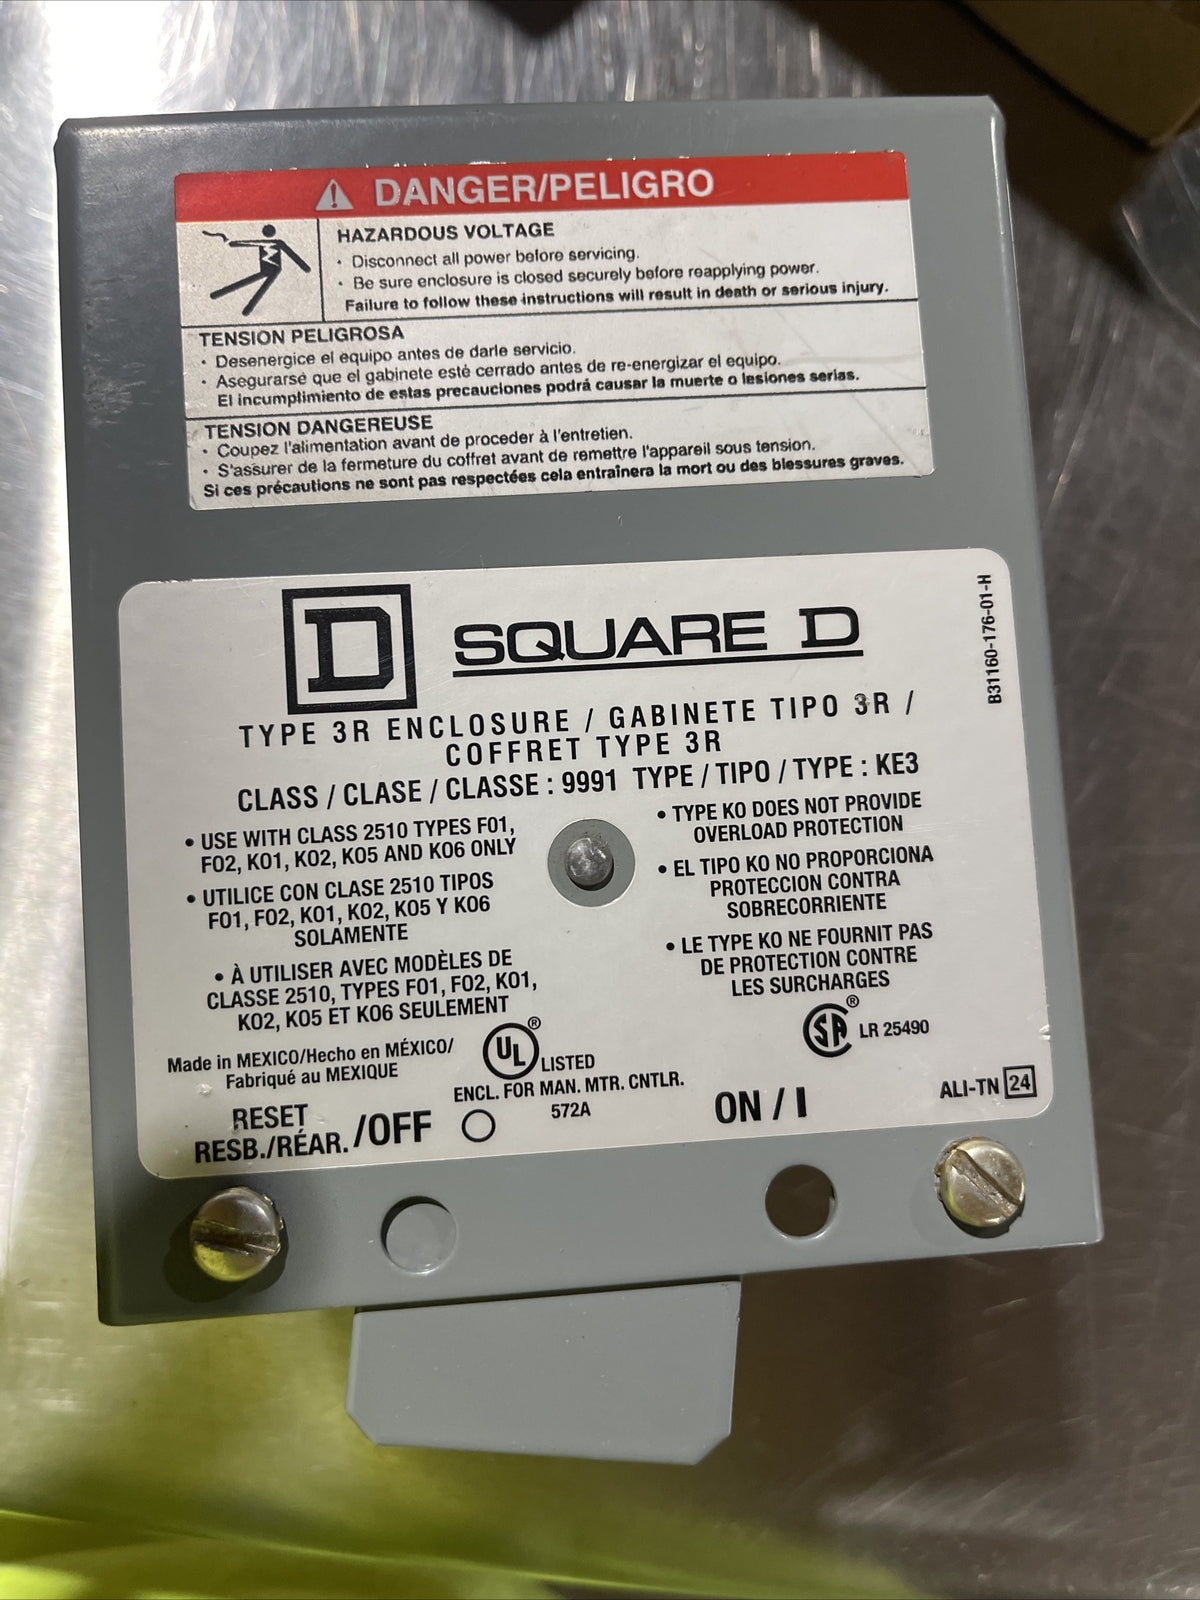 DANGER/PELIGRO
HAZARDOUS VOLTAGE
• Disconnect all power before servicing.
• Be sure enclosure is closed securely before reapplying power.
Failure to follow these instructions will result in death or serious injury.
TENSION PELIGROSA
• Desenergice el equipo antes de darle servicio.
• Asegurarse que el gabinete esté cerrado antes de re-energizar el equipo.
El incumplimiento de estas precauciones podrá causar la muerte o lesiones serias.
TENSION DANGEREUSE
• Coupez l'alimentation avant de proceder à l'entretien.
• S'assurer de la fermeture du coffret avant de remettre l'appareil sous tension.
Si ces précautions ne sont pas respectées cela entraînera la mort ou des blessures graves.
D SQUARE D
B31160-176-01-H
TYPE 3R ENCLOSURE / GABINETE TIPO 3R /
COFFRET TYPE 3R
CLASS / CLASE / CLASSE : 9991 TYPE / TIPO / TYPE : KE3
• USE WITH CLASS 2510 TYPES F01,
F02, K01, K02, K05 AND K06 ONLY
• UTILICE CON CLASE 2510 TIPOS
F01, F02, K01, K02, K05 Y K06
SOLAMENTE
• À UTILISER AVEC MODÈLES DE
CLASSE 2510, TYPES F01, F02, K01,
K02, K05 ET K06 SEULEMENT
• TYPE KO DOES NOT PROVIDE
OVERLOAD PROTECTION
• EL TIPO KO NO PROPORCIONA
PROTECCION CONTRA
SOBRECORRIENTE
• LE TYPE KO NE FOURNIT PAS
DE PROTECTION CONTRE
LES SURCHARGES
Made in MEXICO/Hecho en MÉXICO/
Fabriqué au MEXIQUE
UL® LISTED
ENCL. FOR MAN. MTR. CNTLR.
572A
SA® LR 25490
ALI-TN 24
RESET
RESB./RÉAR. /OFF O
ON / I